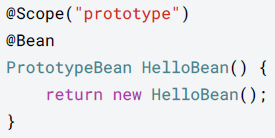 @Scope("prototype")
@Bean
PrototypeBean HelloBean() {
    return new HelloBean();
}